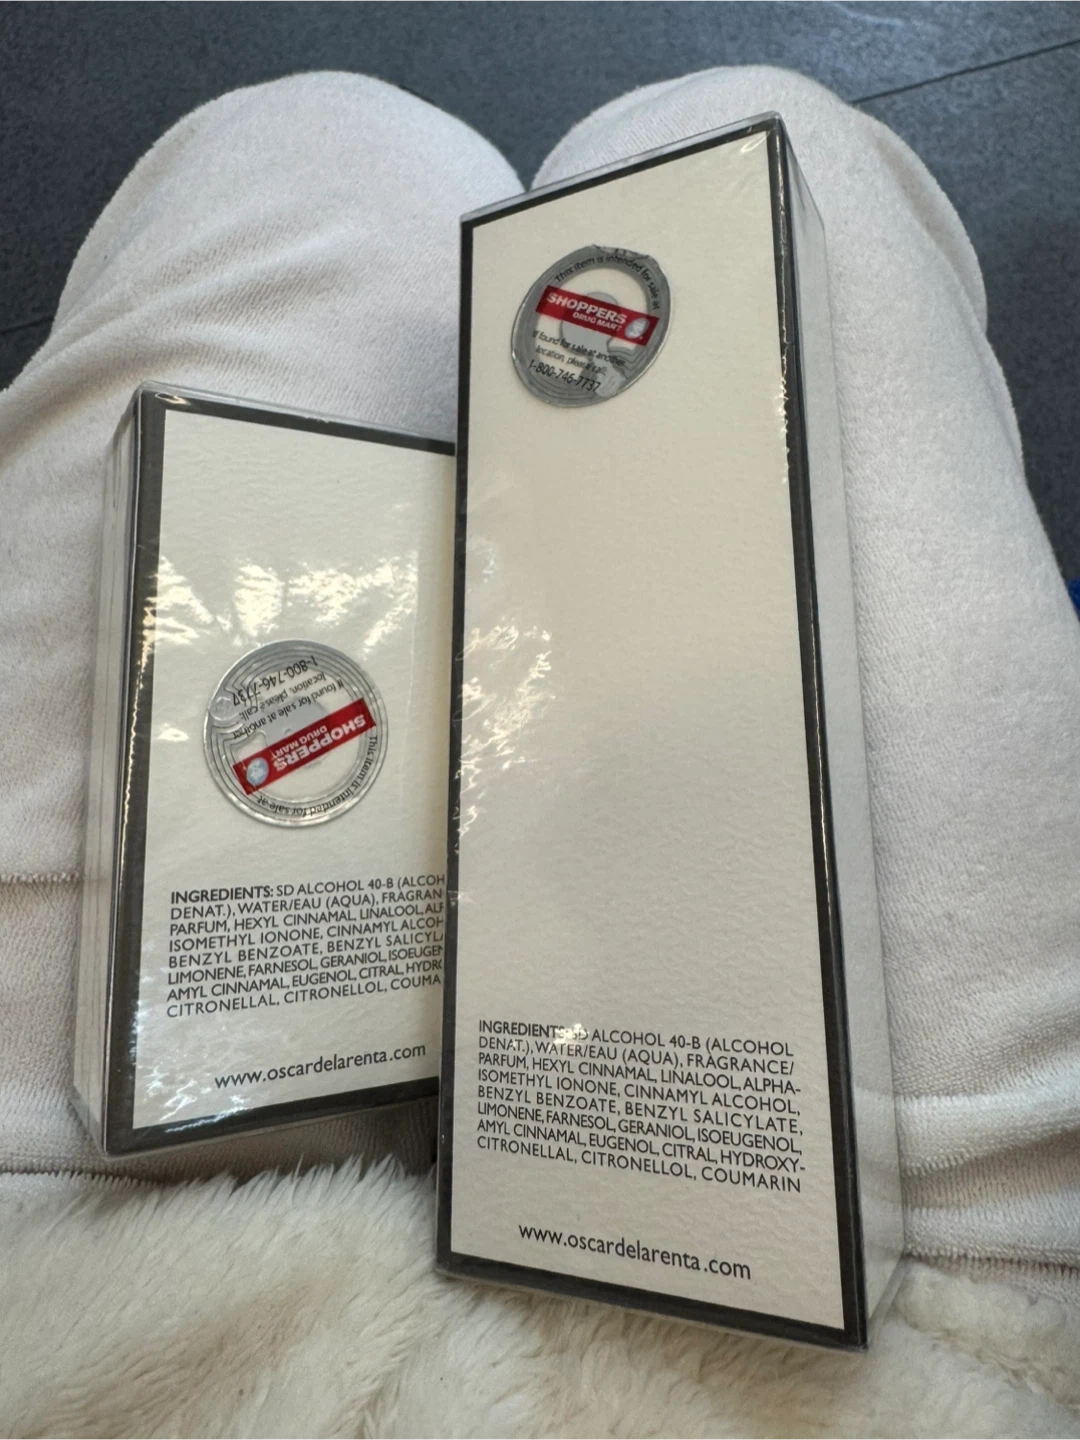 This item is intended for sale at
SHOPPERS
DRUG MART
If found for sale at another
location, please call:
1-800-746-7737
INGREDIENTS: SD ALCOHOL 40-B (ALCOHOL
DENAT.), WATER/EAU (AQUA), FRAGRANCE/
PARFUM, HEXYL CINNAMAL, LINALOOL, ALPHA-
ISOMETHYL IONONE, CINNAMYL ALCOHOL,
BENZYL BENZOATE, BENZYL SALICYLATE,
LIMONENE, FARNESOL, GERANIOL, ISOEUGENOL,
AMYL CINNAMAL, EUGENOL, CITRAL, HYDROXY-
CITRONELLAL, CITRONELLOL, COUMARIN
www.oscardelarenta.com
This item is intended for sale at
SHOPPERS
DRUG MART
If found for sale at another
location, please call:
1-800-746-7737
INGREDIENTS: SD ALCOHOL 40-B (ALCOH
DENAT.), WATER/EAU (AQUA), FRAGRAN
PARFUM, HEXYL CINNAMAL, LINALOOL, ALP
ISOMETHYL IONONE, CINNAMYL ALCOH
BENZYL BENZOATE, BENZYL SALICYLA
LIMONENE, FARNESOL, GERANIOL, ISOEUGEN
AMYL CINNAMAL, EUGENOL, CITRAL, HYDRO
CITRONELLAL, CITRONELLOL, COUMA
www.oscardelarenta.com